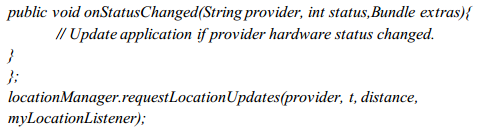 public void onStatusChanged(String provider, int status,Bundle extras){
// Update application if provider hardware status changed.
}
};
locationManager.requestLocationUpdates(provider, t, distance,
myLocationListener);